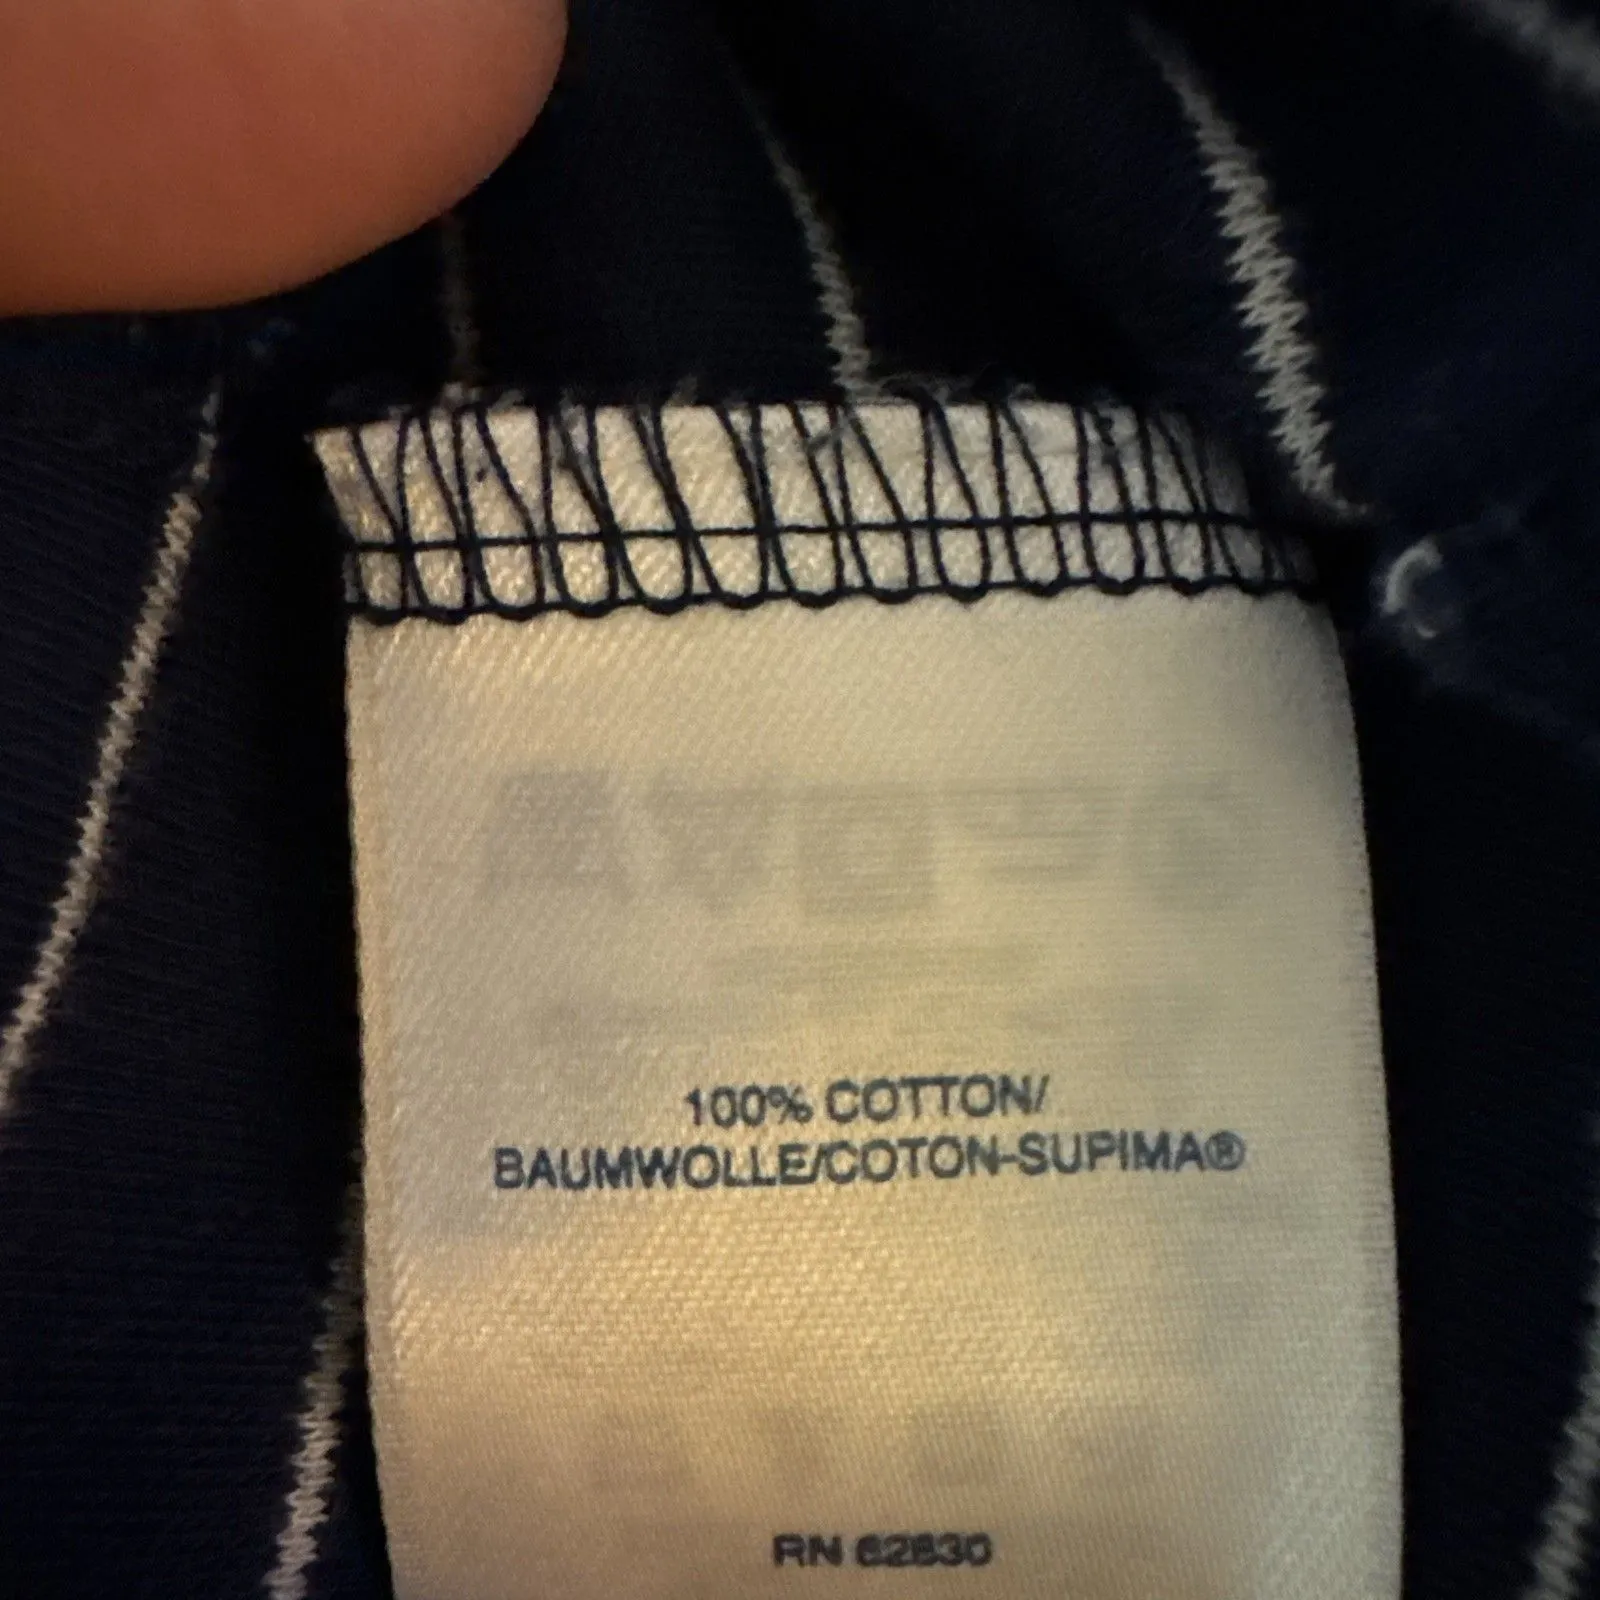 100% COTTON/
BAUMWOLLE/COTON-SUPIMA®
RN 62830